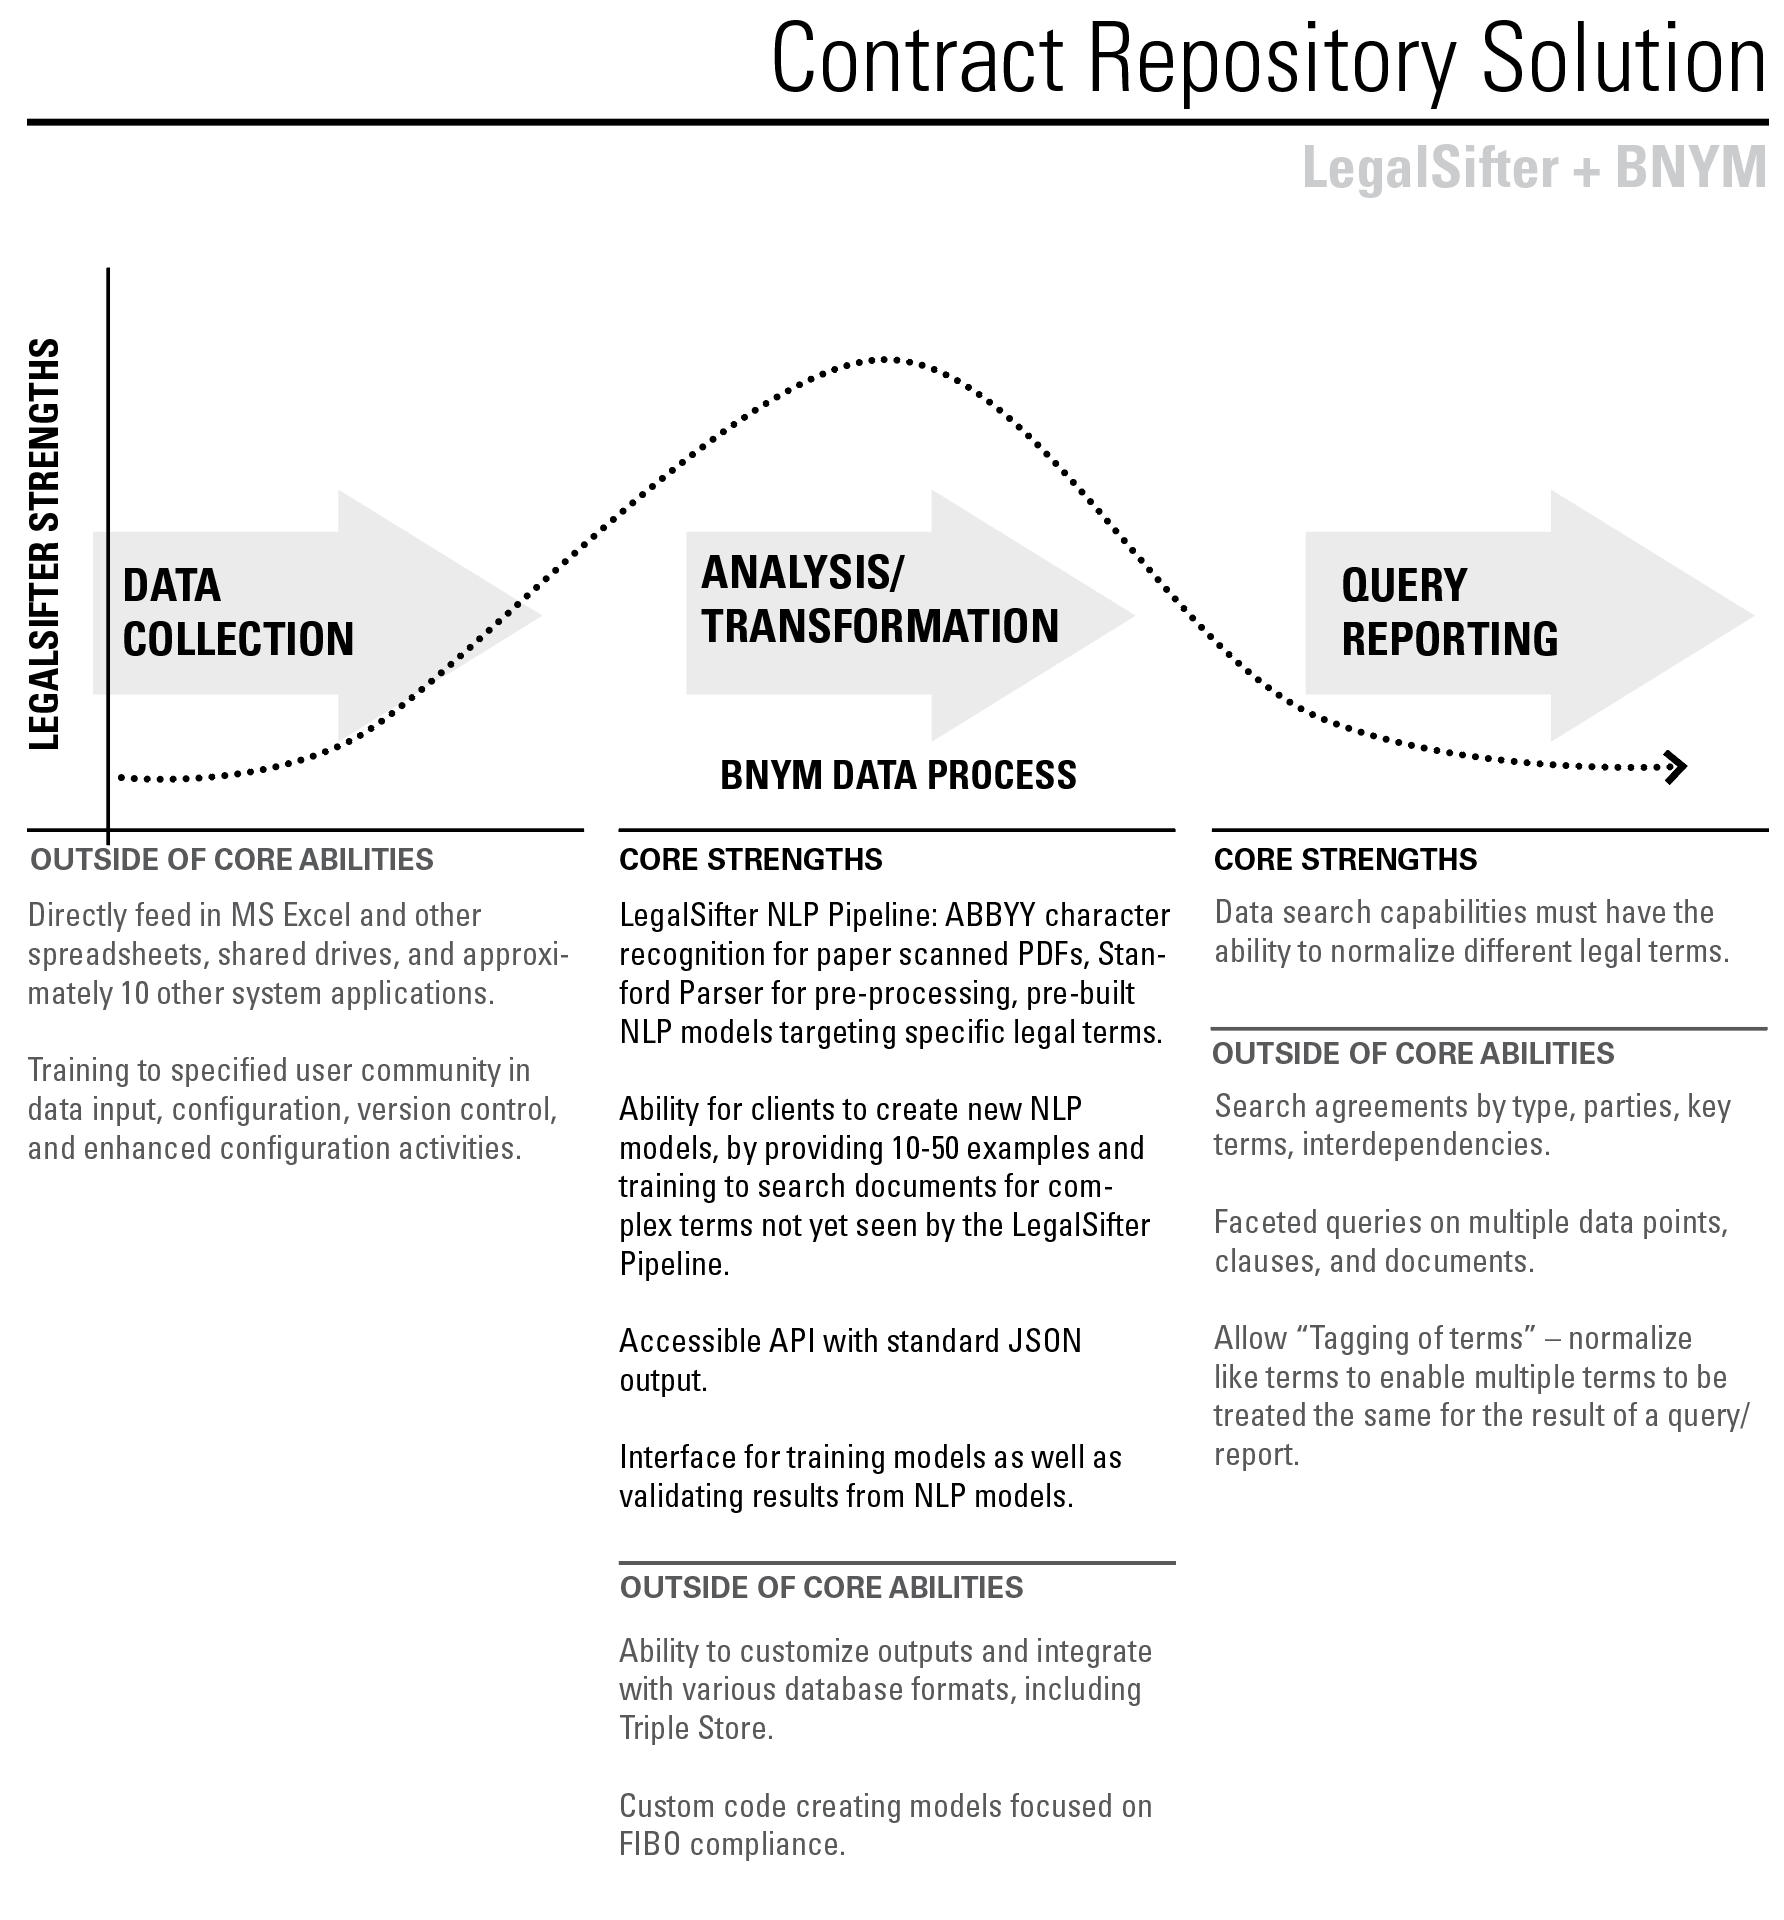 Contract Repository Solution
LegalSifter + BNYM
LEGALSIFTER STRENGTHS
DATA
COLLECTION
ANALYSIS/
TRANSFORMATION
QUERY
REPORTING
BNYM DATA PROCESS
OUTSIDE OF CORE ABILITIES
Directly feed in MS Excel and other
spreadsheets, shared drives, and approxi-
mately 10 other system applications.
Training to specified user community in
data input, configuration, version control,
and enhanced configuration activities.
CORE STRENGTHS
LegalSifter NLP Pipeline: ABBYY character
recognition for paper scanned PDFs, Stan-
ford Parser for pre-processing, pre-built
NLP models targeting specific legal terms.
Ability for clients to create new NLP
models, by providing 10-50 examples and
training to search documents for com-
plex terms not yet seen by the LegalSifter
Pipeline.
Accessible API with standard JSON
output.
Interface for training models as well as
validating results from NLP models.
OUTSIDE OF CORE ABILITIES
Ability to customize outputs and integrate
with various database formats, including
Triple Store.
Custom code creating models focused on
FIBO compliance.
CORE STRENGTHS
Data search capabilities must have the
ability to normalize different legal terms.
OUTSIDE OF CORE ABILITIES
Search agreements by type, parties, key
terms, interdependencies.
Faceted queries on multiple data points,
clauses, and documents.
Allow “Tagging of terms” – normalize
like terms to enable multiple terms to be
treated the same for the result of a query/
report.